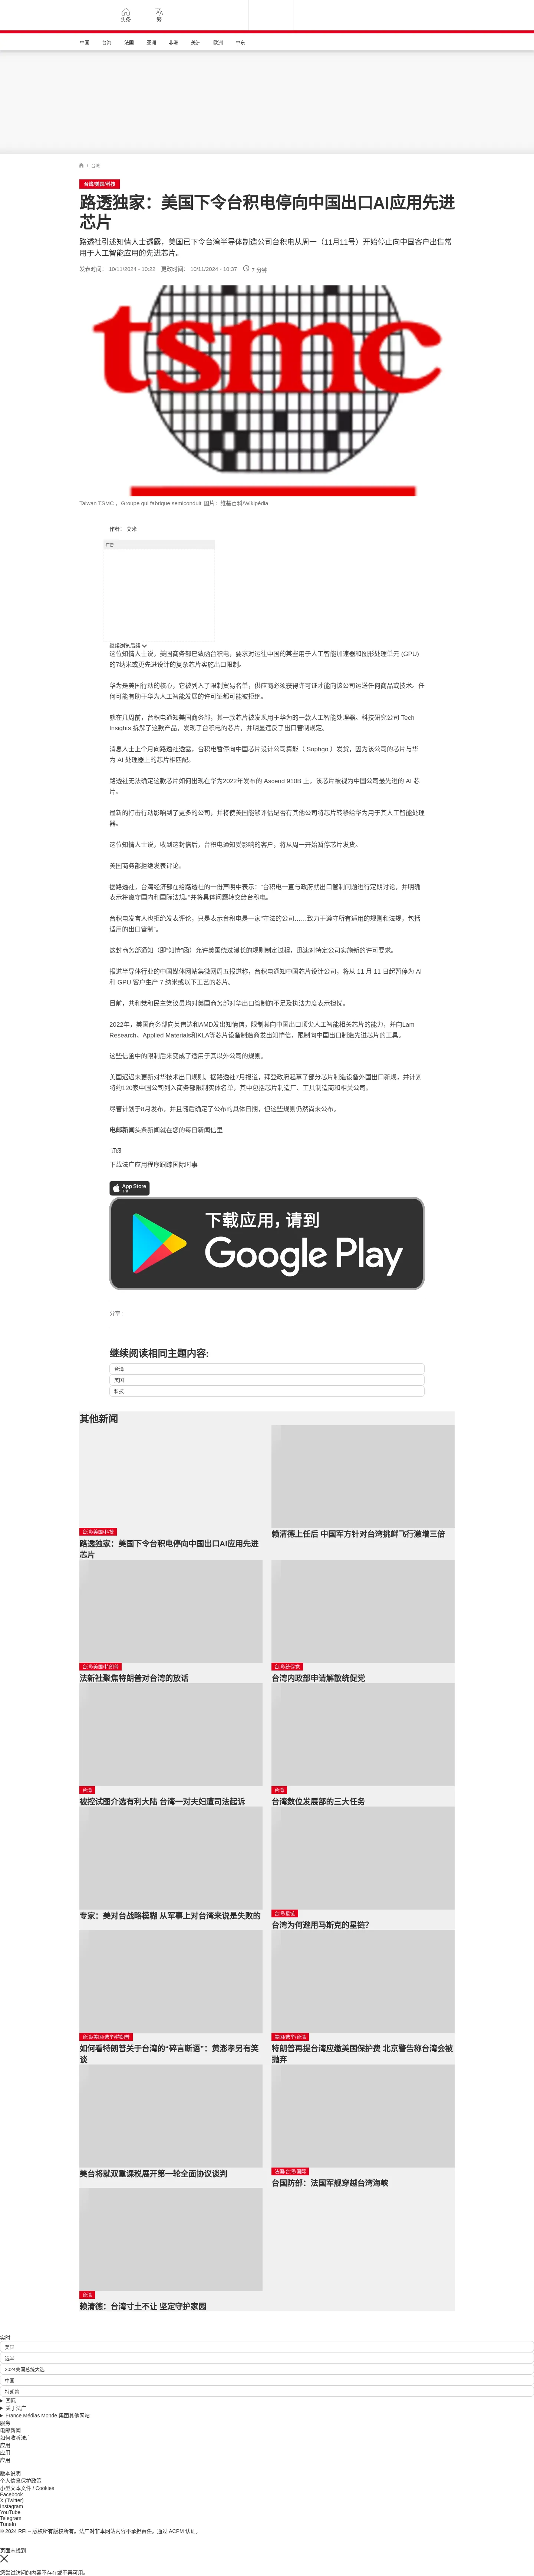 头条
繁
中国
台海
法国
亚洲
非洲
美洲
欧洲
中东
/ 台湾
台湾/美国/科技
路透独家：美国下令台积电停向中国出口AI应用先进
芯片
路透社引述知情人士透露，美国已下令台湾半导体制造公司台积电从周一（11月11号）开始停止向中国客户出售常
用于人工智能应用的先进芯片。
发表时间： 10/11/2024 - 10:22 更改时间： 10/11/2024 - 10:37 7 分钟
tsmc
Taiwan TSMC ，Groupe qui fabrique semiconduit 图片：维基百科/Wikipédia
作者： 艾米
广告
继续浏览后续
这位知情人士说，美国商务部已致函台积电，要求对运往中国的某些用于人工智能加速器和图形处理单元 (GPU)
的7纳米或更先进设计的复杂芯片实施出口限制。
华为是美国行动的核心，它被列入了限制贸易名单，供应商必须获得许可证才能向该公司运送任何商品或技术。任
何可能有助于华为人工智能发展的许可证都可能被拒绝。
就在几周前，台积电通知美国商务部，其一款芯片被发现用于华为的一款人工智能处理器。科技研究公司 Tech
Insights 拆解了这款产品，发现了台积电的芯片，并明显违反了出口管制规定。
消息人士上个月向路透社透露，台积电暂停向中国芯片设计公司算能（ Sophgo ）发货，因为该公司的芯片与华
为 AI 处理器上的芯片相匹配。
路透社无法确定这款芯片如何出现在华为2022年发布的 Ascend 910B 上，该芯片被视为中国公司最先进的 AI 芯
片。
最新的打击行动影响到了更多的公司，并将使美国能够评估是否有其他公司将芯片转移给华为用于其人工智能处理
器。
这位知情人士说，收到这封信后，台积电通知受影响的客户，将从周一开始暂停芯片发货。
美国商务部拒绝发表评论。
据路透社，台湾经济部在给路透社的一份声明中表示：“台积电一直与政府就出口管制问题进行定期讨论，并明确
表示将遵守国内和国际法规。”并将具体问题转交给台积电。
台积电发言人也拒绝发表评论，只是表示台积电是一家“守法的公司……致力于遵守所有适用的规则和法规，包括
适用的出口管制”。
这封商务部通知（即“知情”函）允许美国绕过漫长的规则制定过程，迅速对特定公司实施新的许可要求。
报道半导体行业的中国媒体网站集微网周五报道称，台积电通知中国芯片设计公司，将从 11 月 11 日起暂停为 AI
和 GPU 客户生产 7 纳米或以下工艺的芯片。
目前，共和党和民主党议员均对美国商务部对华出口管制的不足及执法力度表示担忧。
2022年，美国商务部向英伟达和AMD发出知情信，限制其向中国出口顶尖人工智能相关芯片的能力，并向Lam
Research、Applied Materials和KLA等芯片设备制造商发出知情信，限制向中国出口制造先进芯片的工具。
这些信函中的限制后来变成了适用于其以外公司的规则。
美国迟迟未更新对华技术出口规则。据路透社7月报道，拜登政府起草了部分芯片制造设备外国出口新规，并计划
将约120家中国公司列入商务部限制实体名单，其中包括芯片制造厂、工具制造商和相关公司。
尽管计划于8月发布，并且随后确定了公布的具体日期，但这些规则仍然尚未公布。
电邮新闻头条新闻就在您的每日新闻信里
订阅
下载法广应用程序跟踪国际时事
App Store
下载
下载应用，请到
Google Play
分享 :
继续阅读相同主题内容:
台湾
美国
科技
其他新闻
台湾/美国/科技
路透独家：美国下令台积电停向中国出口AI应用先进
芯片
赖清德上任后 中国军方针对台湾挑衅飞行激增三倍
台湾/美国/特朗普
法新社聚焦特朗普对台湾的放话
台湾/统促党
台湾内政部申请解散统促党
台湾
被控试图介选有利大陆 台湾一对夫妇遭司法起诉
台湾
台湾数位发展部的三大任务
专家：美对台战略模糊 从军事上对台湾来说是失败的
台湾/星链
台湾为何避用马斯克的星链?
台湾/美国/选举/特朗普
如何看特朗普关于台湾的“碎言断语”：黄澎孝另有笑
谈
美国/选举/台湾
特朗普再提台湾应缴美国保护费 北京警告称台湾会被
抛弃
美台将就双重课税展开第一轮全面协议谈判
法国/台湾/国际
台国防部：法国军舰穿越台湾海峡
台湾
赖清德：台湾寸土不让 坚定守护家园
实时
美国
选举
2024美国总统大选
中国
特朗普
国际
关于法广
France Médias Monde 集团其他网站
服务
电邮新闻
如何收听法广
应用
应用
应用
版本说明
个人信息保护政策
小型文本文件 / Cookies
Facebook
X (Twitter)
Instagram
YouTube
Telegram
TuneIn
© 2024 RFI – 版权所有版权所有。法广对非本网站内容不承担责任。通过 ACPM 认证。
页面未找到
您尝试访问的内容不存在或不再可用。